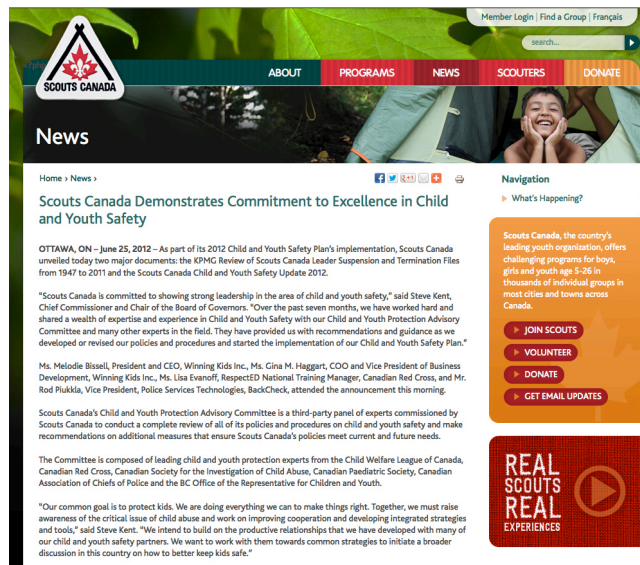 Member Login | Find a Group | Français
search...
SCOUTS CANADA
ABOUT PROGRAMS NEWS SCOUTERS DONATE
News
Home › News ›
Scouts Canada Demonstrates Commitment to Excellence in Child
and Youth Safety
OTTAWA, ON – June 25, 2012 – As part of its 2012 Child and Youth Safety Plan's implementation, Scouts Canada
unveiled today two major documents: the KPMG Review of Scouts Canada Leader Suspension and Termination Files
from 1947 to 2011 and the Scouts Canada Child and Youth Safety Update 2012.
"Scouts Canada is committed to showing strong leadership in the area of child and youth safety," said Steve Kent,
Chief Commissioner and Chair of the Board of Governors. "Over the past seven months, we have worked hard and
shared a wealth of expertise and experience in Child and Youth Safety with our Child and Youth Protection Advisory
Committee and many other experts in the field. They have provided us with recommendations and guidance as we
developed or revised our policies and procedures and started the implementation of our Child and Youth Safety Plan."
Ms. Melodie Bissell, President and CEO, Winning Kids Inc., Ms. Gina M. Haggart, COO and Vice President of Business
Development, Winning Kids Inc., Ms. Lisa Evanoff, RespectED National Training Manager, Canadian Red Cross, and Mr.
Rod Piukkla, Vice President, Police Services Technologies, BackCheck, attended the announcement this morning.
Scouts Canada's Child and Youth Protection Advisory Committee is a third-party panel of experts commissioned by
Scouts Canada to conduct a complete review of all of its policies and procedures on child and youth safety and make
recommendations on additional measures that ensure Scouts Canada's policies meet current and future needs.
The Committee is composed of leading child and youth protection experts from the Child Welfare League of Canada,
Canadian Red Cross, Canadian Society for the Investigation of Child Abuse, Canadian Paediatric Society, Canadian
Association of Chiefs of Police and the BC Office of the Representative for Children and Youth.
"Our common goal is to protect kids. We are doing everything we can to make things right. Together, we must raise
awareness of the critical issue of child abuse and work on improving cooperation and developing integrated strategies
and tools," said Steve Kent. "We intend to build on the productive relationships that we have developed with many of
our child and youth safety partners. We want to work with them towards common strategies to initiate a broader
discussion in this country on how to better keep kids safe."
Navigation
What's Happening?
Scouts Canada, the country's
leading youth organization, offers
challenging programs for boys,
girls and youth age 5-26 in
thousands of individual groups in
most cities and towns across
Canada.
JOIN SCOUTS
VOLUNTEER
DONATE
GET EMAIL UPDATES
REAL
SCOUTS
REAL
EXPERIENCES